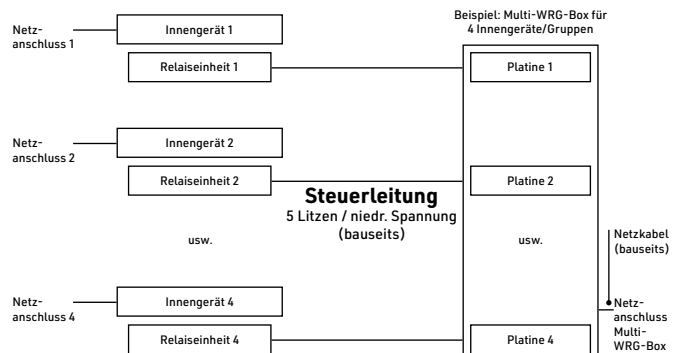 Beispiel: Multi-WRG-Box für
4 Innengeräte/Gruppen
Netz-
anschluss 1
Innengerät 1
Relaiseinheit 1
Platine 1
Netz-
anschluss 2
Innengerät 2
Relaiseinheit 2
Platine 2
Steuerleitung
5 Litzen / niedr. Spannung
(bauseits)
usw.
usw.
Netzkabel
(bauseits)
Netz-
anschluss 4
Innengerät 4
Relaiseinheit 4
Platine 4
Netz-
anschluss
Multi-
WRG-Box